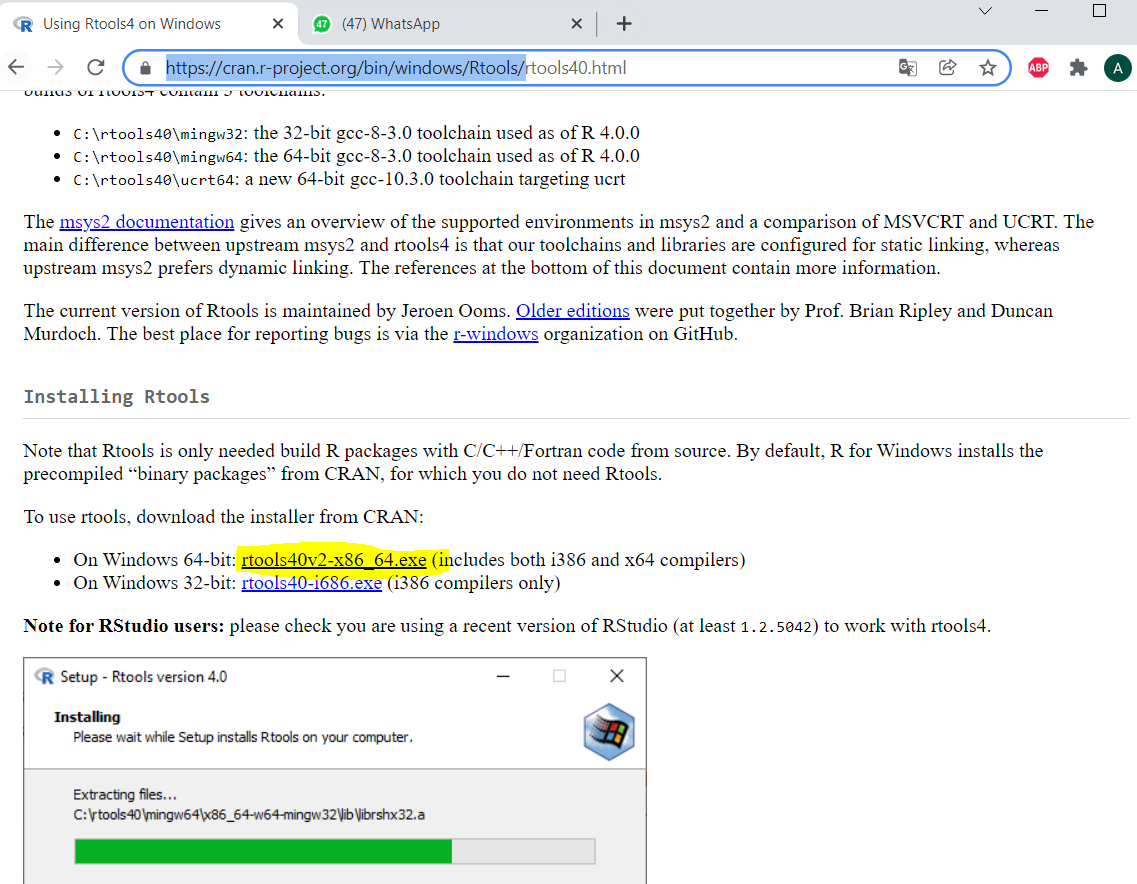 Using Rtools4 on Windows
47
(47) WhatsApp
https://cran.r-project.org/bin/windows/Rtools/rtools40.html
ABP
A
builds of Rtools4 contain 3 toolchains:
• C:\rtools40\mingw32: the 32-bit gcc-8-3.0 toolchain used as of R 4.0.0
• C:\rtools40\mingw64: the 64-bit gcc-8-3.0 toolchain used as of R 4.0.0
• C:\rtools40\ucrt64: a new 64-bit gcc-10.3.0 toolchain targeting ucrt
The msys2 documentation gives an overview of the supported environments in msys2 and a comparison of MSVCRT and UCRT. The
main difference between upstream msys2 and rtools4 is that our toolchains and libraries are configured for static linking, whereas
upstream msys2 prefers dynamic linking. The references at the bottom of this document contain more information.
The current version of Rtools is maintained by Jeroen Ooms. Older editions were put together by Prof. Brian Ripley and Duncan
Murdoch. The best place for reporting bugs is via the r-windows organization on GitHub.
Installing Rtools
Note that Rtools is only needed build R packages with C/C++/Fortran code from source. By default, R for Windows installs the
precompiled “binary packages” from CRAN, for which you do not need Rtools.
To use rtools, download the installer from CRAN:
• On Windows 64-bit: rtools40v2-x86_64.exe (includes both i386 and x64 compilers)
• On Windows 32-bit: rtools40-i686.exe (i386 compilers only)
Note for RStudio users: please check you are using a recent version of RStudio (at least 1.2.5042) to work with rtools4.
Setup - Rtools version 4.0
Installing
Please wait while Setup installs Rtools on your computer.
Extracting files...
C:\rtools40\mingw64\x86_64-w64-mingw32\lib\librshx32.a